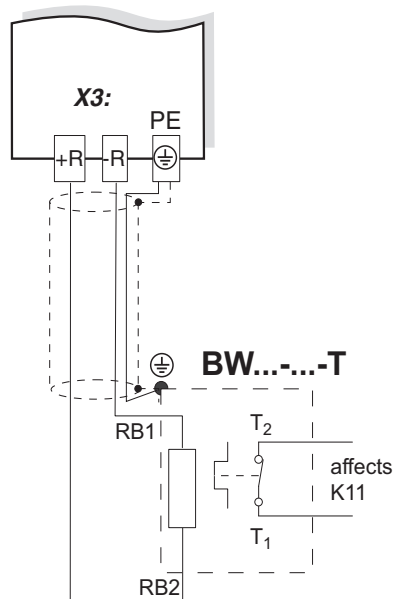 X3:
PE
+R
-R
BW...-...-T
RB1
T2
affects
K11
T1
RB2